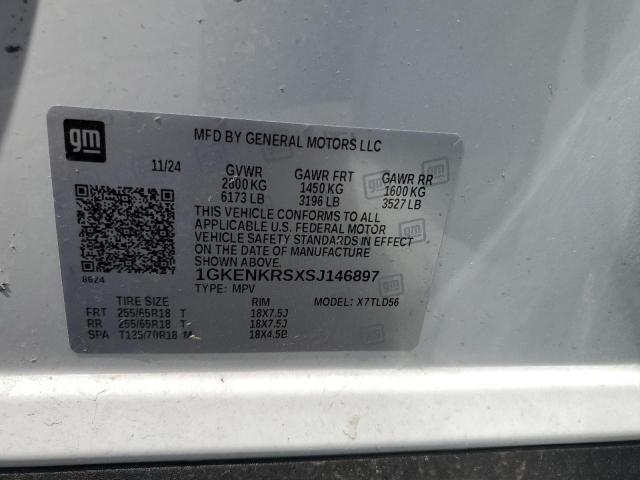 gm
MFD BY GENERAL MOTORS LLC
11/24 GVWR GAWR FRT GAWR RR
2800 KG 1450 KG 1600 KG
6173 LB 3196 LB 3527 LB
THIS VEHICLE CONFORMS TO ALL
APPLICABLE U.S. FEDERAL MOTOR
VEHICLE SAFETY STANDARDS IN EFFECT
ON THE DATE OF MANUFACTURE
SHOWN ABOVE.
8624
1GKENKRSXSJ146897
TYPE: MPV MODEL: X7TLD56
TIRE SIZE RIM
FRT 255/65R18 T 18X7.5J
RR 255/65R18 T 18X7.5J
SPA T135/70R18 M 18X4.5B